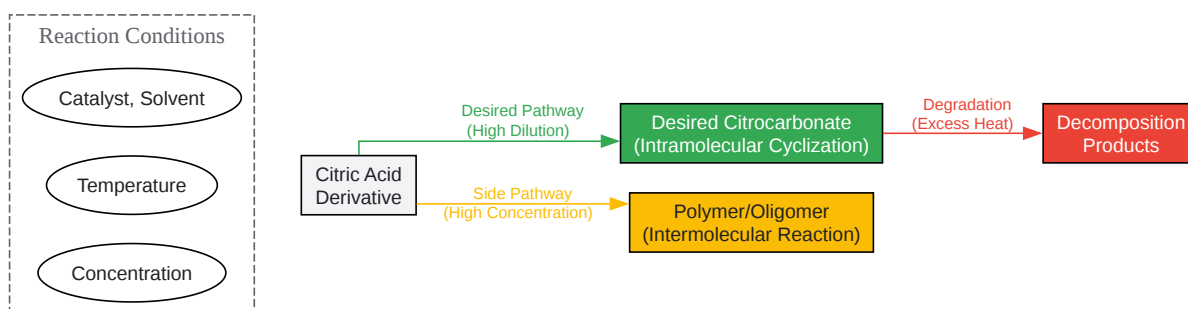 Reaction Conditions
Catalyst, Solvent
Temperature
Concentration
Citric Acid
Derivative
Desired Pathway
(High Dilution)
Side Pathway
(High Concentration)
Desired Citrocarbonate
(Intramolecular Cyclization)
Polymer/Oligomer
(Intermolecular Reaction)
Degradation
(Excess Heat)
Decomposition
Products